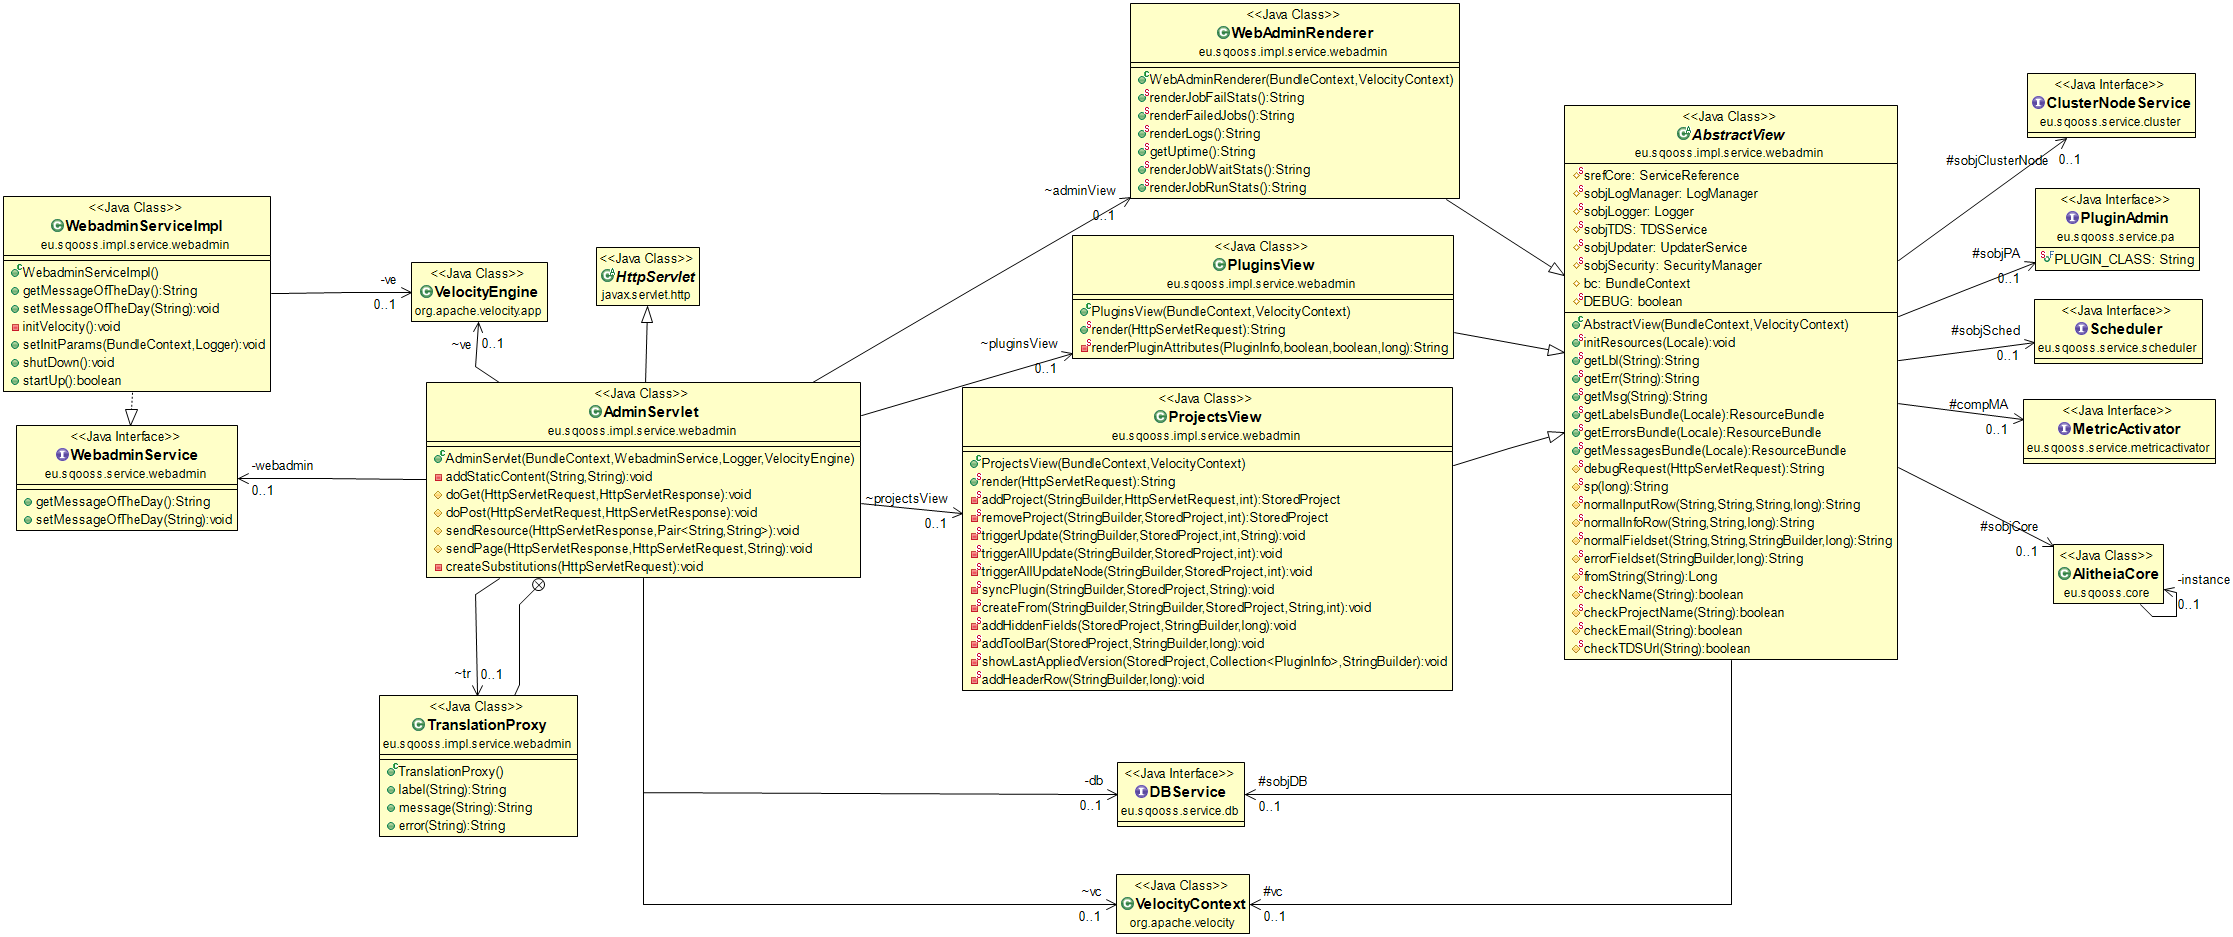 <<Java Class>>
WebAdminRenderer
eu.sqooss.impl.service.webadmin
WebAdminRenderer(BundleContext,VelocityContext)
renderJobFailStats():String
renderFailedJobs():String
renderLogs():String
getUptime():String
renderJobWaitStats():String
renderJobRunStats():String
<<Java Interface>>
ClusterNodeService
eu.sqooss.service.cluster
<<Java Class>>
AbstractView
eu.sqooss.impl.service.webadmin
srefCore: ServiceReference
sobjLogManager: LogManager
sobjLogger: Logger
sobjTDS: TDSService
sobjUpdater: UpdaterService
sobjSecurity: SecurityManager
bc: BundleContext
DEBUG: boolean
AbstractView(BundleContext,VelocityContext)
initResources(Locale):void
getLbl(String):String
getErr(String):String
getMsg(String):String
getLabelsBundle(Locale):ResourceBundle
getErrorsBundle(Locale):ResourceBundle
getMessagesBundle(Locale):ResourceBundle
debugRequest(HttpServletRequest):String
sp(long):String
normalInputRow(String,String,String,long):String
normalInfoRow(String,String,long):String
normalFieldset(String,String,StringBuilder,long):String
errorFieldset(StringBuilder,long):String
fromString(String):Long
checkName(String):boolean
checkProjectName(String):boolean
checkEmail(String):boolean
checkTDSUrl(String):boolean
#sobjClusterNode
0..1
<<Java Interface>>
PluginAdmin
eu.sqooss.service.pa
PLUGIN_CLASS: String
#sobjPA
0..1
<<Java Interface>>
Scheduler
eu.sqooss.service.scheduler
#sobjSched
0..1
<<Java Interface>>
MetricActivator
eu.sqooss.service.metricactivator
#compMA
0..1
#sobjCore
0..1
<<Java Class>>
AlitheiaCore
eu.sqooss.core
-instance
0..1
<<Java Class>>
WebadminServiceImpl
eu.sqooss.impl.service.webadmin
WebadminServiceImpl()
getMessageOfTheDay():String
setMessageOfTheDay(String):void
initVelocity():void
setInitParams(BundleContext,Logger):void
shutDown():void
startUp():boolean
-ve
0..1
<<Java Class>>
VelocityEngine
org.apache.velocity.app
~ve
0..1
<<Java Class>>
HttpServlet
javax.servlet.http
~adminView
0..1
<<Java Class>>
PluginsView
eu.sqooss.impl.service.webadmin
PluginsView(BundleContext,VelocityContext)
render(HttpServletRequest):String
renderPluginAttributes(PluginInfo,boolean,boolean,long):String
~pluginsView
0..1
<<Java Interface>>
WebadminService
eu.sqooss.service.webadmin
getMessageOfTheDay():String
setMessageOfTheDay(String):void
-webadmin
0..1
<<Java Class>>
AdminServlet
eu.sqooss.impl.service.webadmin
AdminServlet(BundleContext,WebadminService,Logger,VelocityEngine)
addStaticContent(String,String):void
doGet(HttpServletRequest,HttpServletResponse):void
doPost(HttpServletRequest,HttpServletResponse):void
sendResource(HttpServletResponse,Pair<String,String>):void
sendPage(HttpServletResponse,HttpServletRequest,String):void
createSubstitutions(HttpServletRequest):void
~projectsView
0..1
<<Java Class>>
ProjectsView
eu.sqooss.impl.service.webadmin
ProjectsView(BundleContext,VelocityContext)
render(HttpServletRequest):String
addProject(StringBuilder,HttpServletRequest,int):StoredProject
removeProject(StringBuilder,StoredProject,int):StoredProject
triggerUpdate(StringBuilder,StoredProject,int,String):void
triggerAllUpdate(StringBuilder,StoredProject,int):void
triggerAllUpdateNode(StringBuilder,StoredProject,int):void
syncPlugin(StringBuilder,StoredProject,String):void
createFrom(StringBuilder,StringBuilder,StoredProject,String,int):void
addHiddenFields(StoredProject,StringBuilder,long):void
addToolBar(StoredProject,StringBuilder,long):void
showLastAppliedVersion(StoredProject,Collection<PluginInfo>,StringBuilder):void
addHeaderRow(StringBuilder,long):void
~tr
0..1
<<Java Class>>
TranslationProxy
eu.sqooss.impl.service.webadmin
TranslationProxy()
label(String):String
message(String):String
error(String):String
-db
0..1
<<Java Interface>>
DBService
eu.sqooss.service.db
#sobjDB
0..1
~vc
0..1
<<Java Class>>
VelocityContext
org.apache.velocity
#vc
0..1